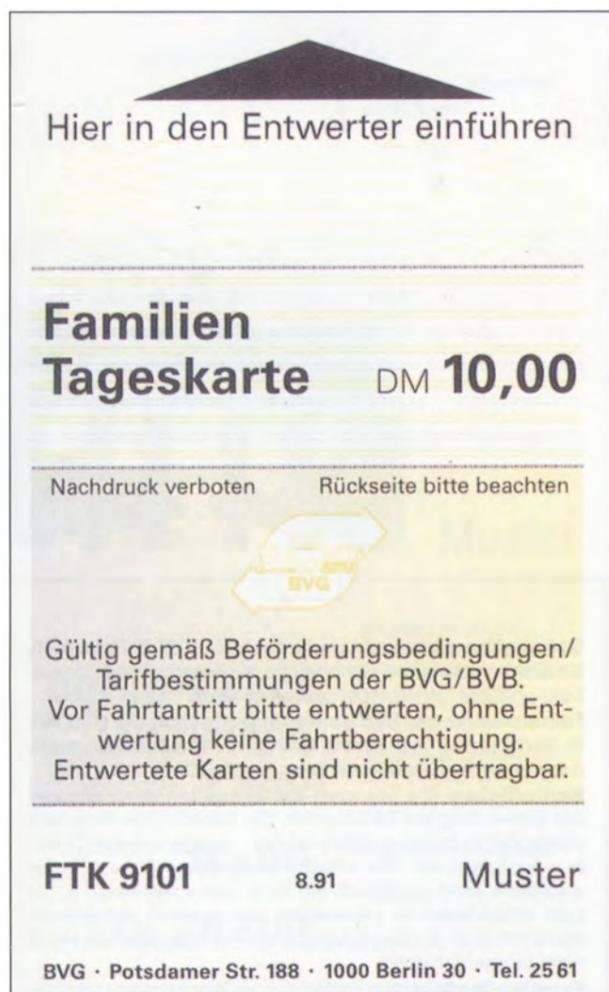 Hier in den Entwerter einführen
Familien
Tageskarte DM 10,00
Nachdruck verboten Rückseite bitte beachten
BVG
Gültig gemäß Beförderungsbedingungen/
Tarifbestimmungen der BVG/BVB.
Vor Fahrtantritt bitte entwerten, ohne Ent-
wertung keine Fahrtberechtigung.
Entwertete Karten sind nicht übertragbar.
FTK 9101 8.91 Muster
BVG · Potsdamer Str. 188 · 1000 Berlin 30 · Tel. 25 61